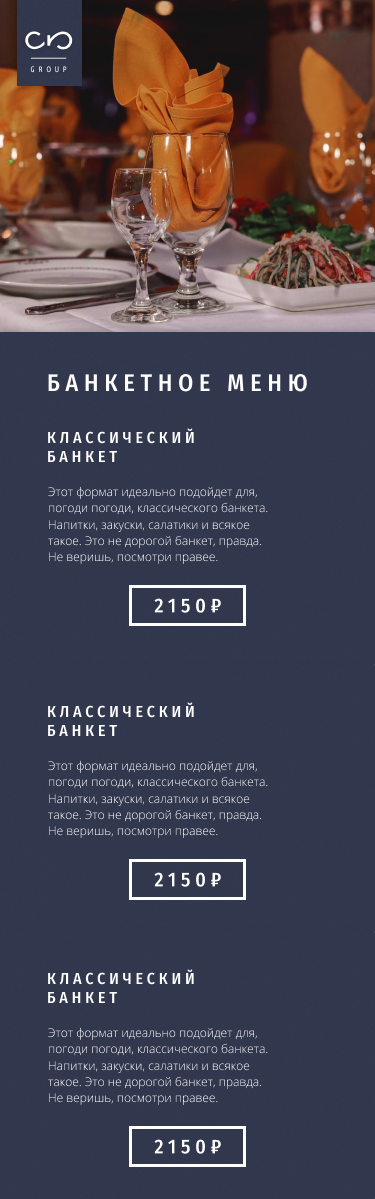 GROUP
БАНКЕТНОЕ МЕНЮ
КЛАССИЧЕСКИЙ
БАНКЕТ
Этот формат идеально подойдет для,
погоди погоди, классического банкета.
Напитки, закуски, салатики и всякое
такое. Это не дорогой банкет, правда.
Не веришь, посмотри правее.
2150₽
КЛАССИЧЕСКИЙ
БАНКЕТ
Этот формат идеально подойдет для,
погоди погоди, классического банкета.
Напитки, закуски, салатики и всякое
такое. Это не дорогой банкет, правда.
Не веришь, посмотри правее.
2150₽
КЛАССИЧЕСКИЙ
БАНКЕТ
Этот формат идеально подойдет для,
погоди погоди, классического банкета.
Напитки, закуски, салатики и всякое
такое. Это не дорогой банкет, правда.
Не веришь, посмотри правее.
2150₽